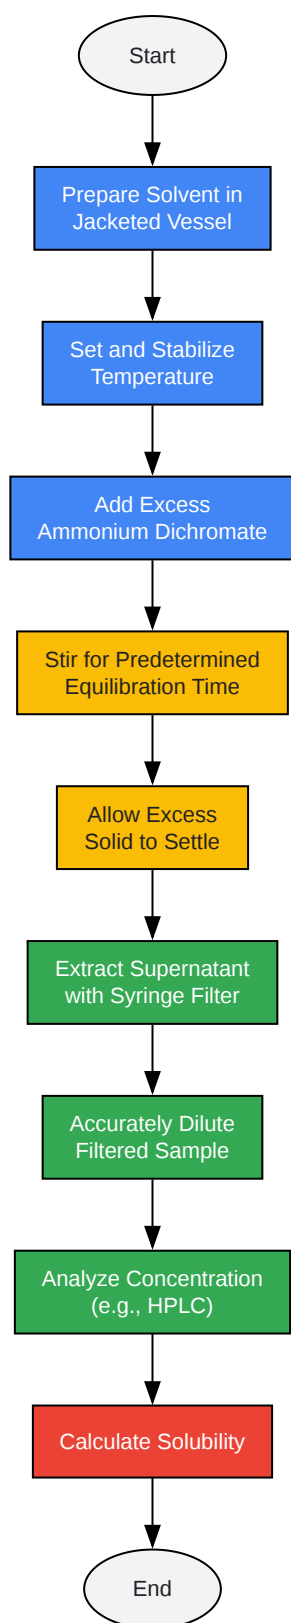 Start
Prepare Solvent in
Jacketed Vessel
Set and Stabilize
Temperature
Add Excess
Ammonium Dichromate
Stir for Predetermined
Equilibration Time
Allow Excess
Solid to Settle
Extract Supernatant
with Syringe Filter
Accurately Dilute
Filtered Sample
Analyze Concentration
(e.g., HPLC)
Calculate Solubility
End